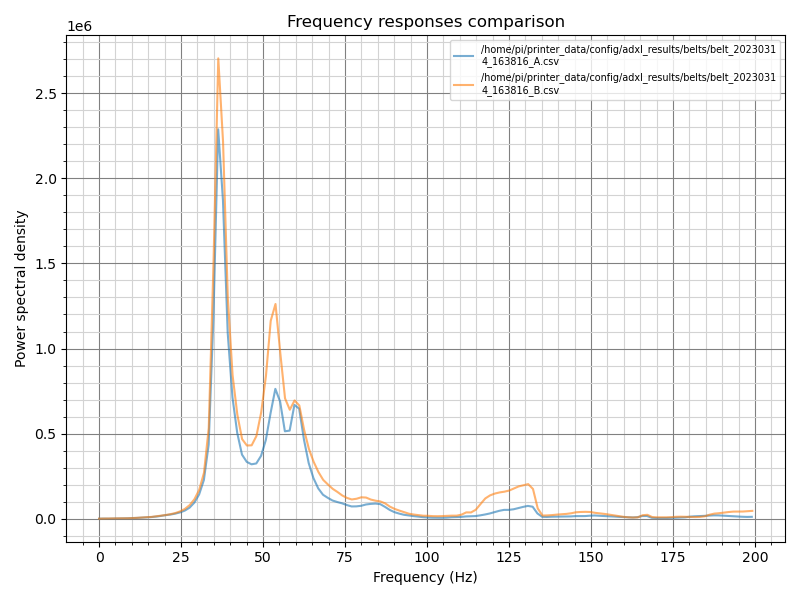 Frequency responses comparison
1e6
/home/pi/printer_data/config/adxl_results/belts/belt_2023031
4_163816_A.csv
/home/pi/printer_data/config/adxl_results/belts/belt_2023031
4_163816_B.csv
2.5
2.0
1.5
1.0
0.5
0.0
Power spectral density
0 25 50 75 100 125 150 175 200
Frequency (Hz)